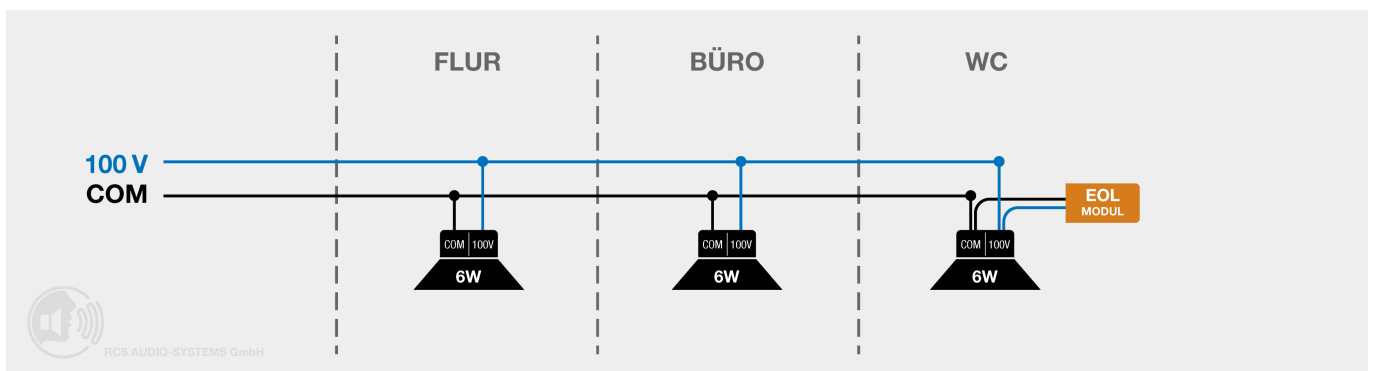 FLUR
BÜRO
WC
100 V
COM
EOL
MODUL
COM 100V
6W
COM 100V
6W
COM 100V
6W
RCS AUDIO-SYSTEMS GmbH